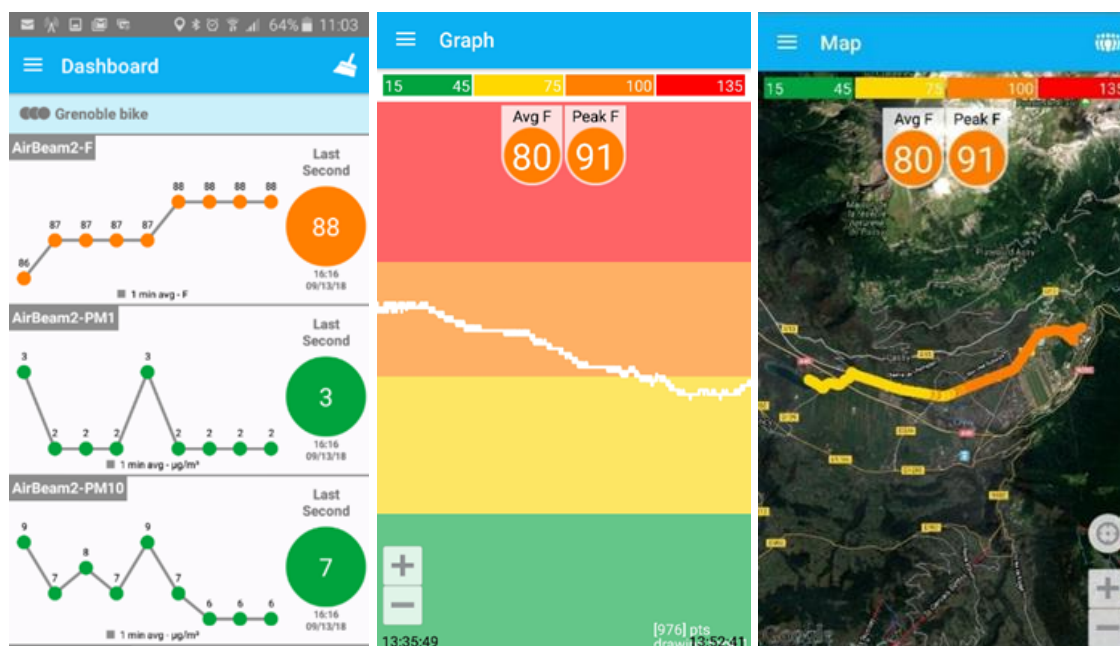 64% 11:03
Dashboard
Grenoble bike
AirBeam2-F
86 87 87 87 87 88 88 88 88
1 min avg - F
Last
Second
88
16:16
09/13/18
AirBeam2-PM1
3 2 2 2 3 2 2 2 2
1 min avg - µg/m³
Last
Second
3
16:16
09/13/18
AirBeam2-PM10
9 7 8 7 9 7 6 6 6
1 min avg - µg/m³
Last
Second
7
16:16
09/13/18
Graph
15 45 75 100 135
Avg F Peak F
80 91
+
−
[976] pts
13:35:49
13:52:41
Map
15 45 75 100 135
Avg F Peak F
80 91
Plateau d'Assy
+
−
Google